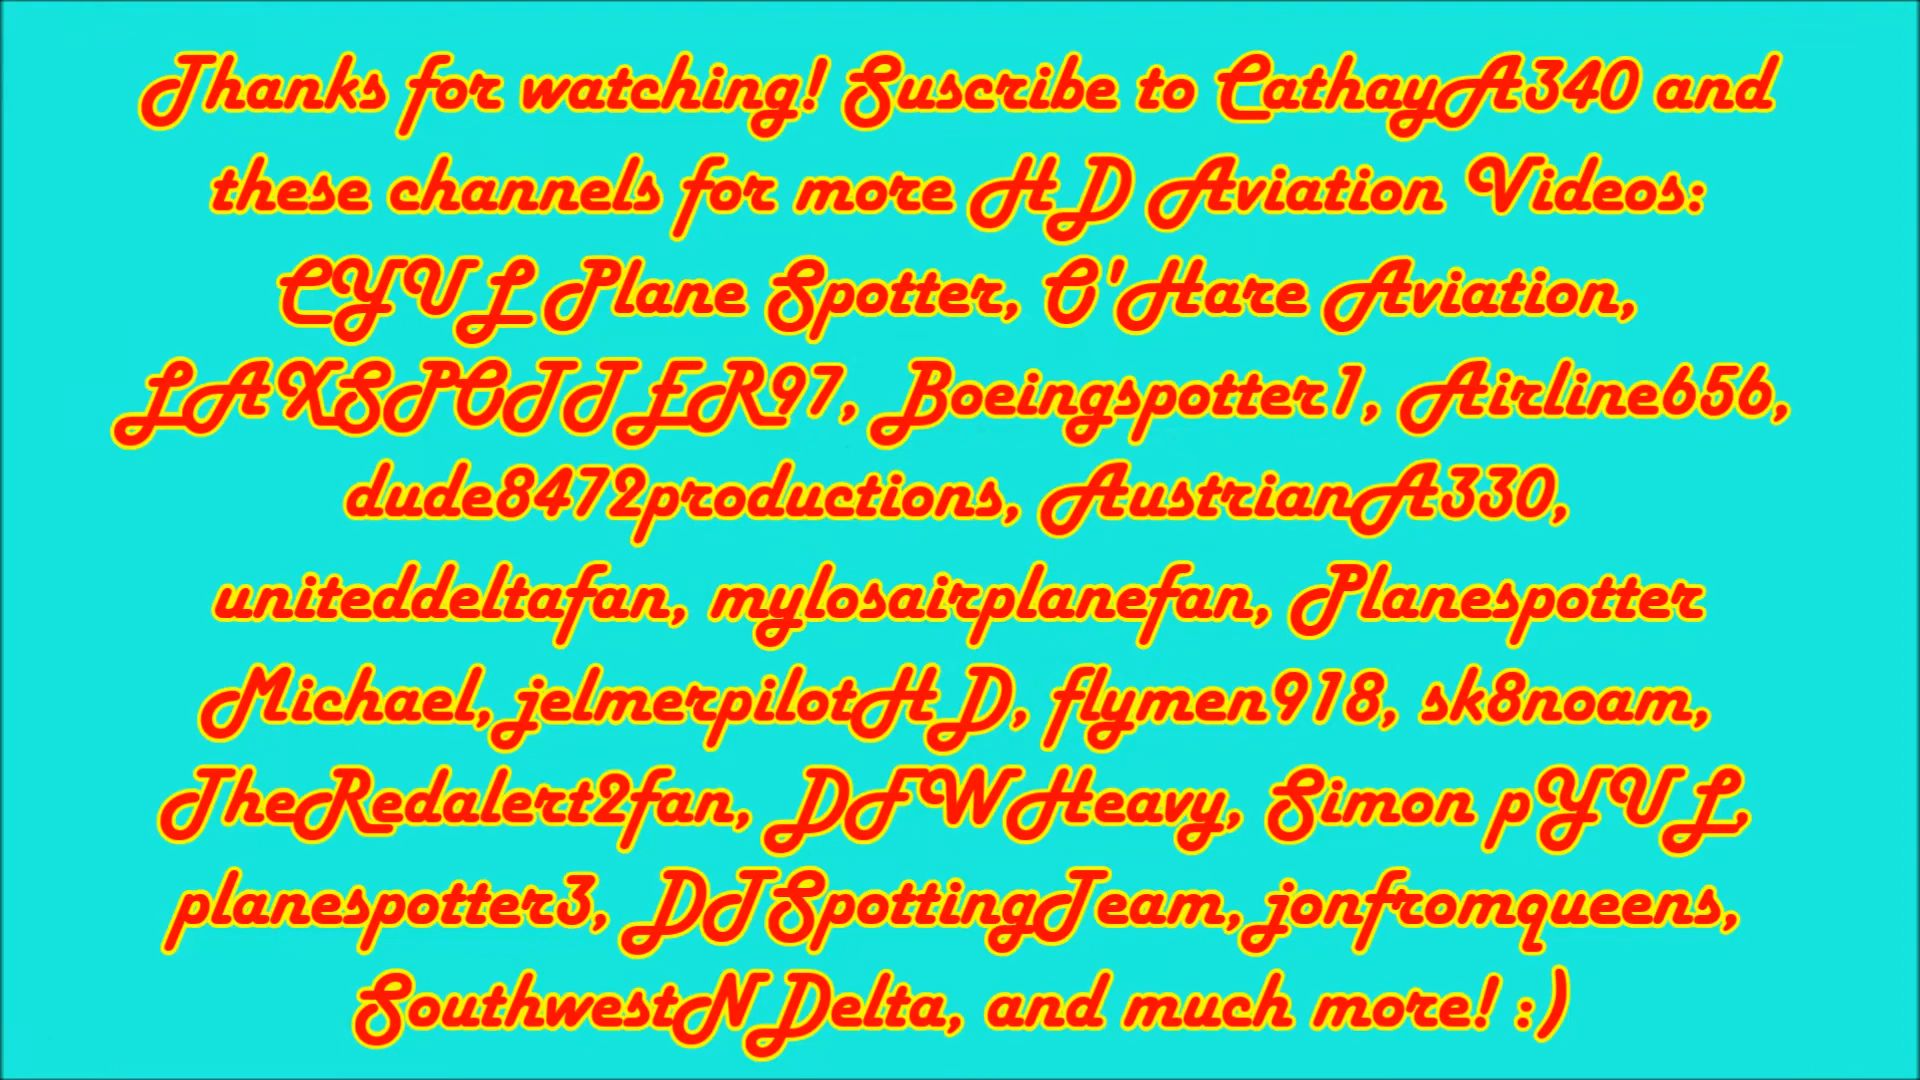 Thanks for watching! Suscribe to CathayA340 and
these channels for more HD Aviation Videos:
CYUL Plane Spotter, O'Hare Aviation,
LAXSPOTTER97, Boeingspotter1, Airline656,
dude8472productions, AustrianA330,
uniteddeltafan, mylosairplanefan, Planespotter
Michael, jelmerpilotHD, flymen918, sk8noam,
TheRedalert2fan, DFWHeavy, Simon pYUL,
planespotter3, DTSpottingTeam, jonfromqueens,
SouthwestNDelta, and much more! :)